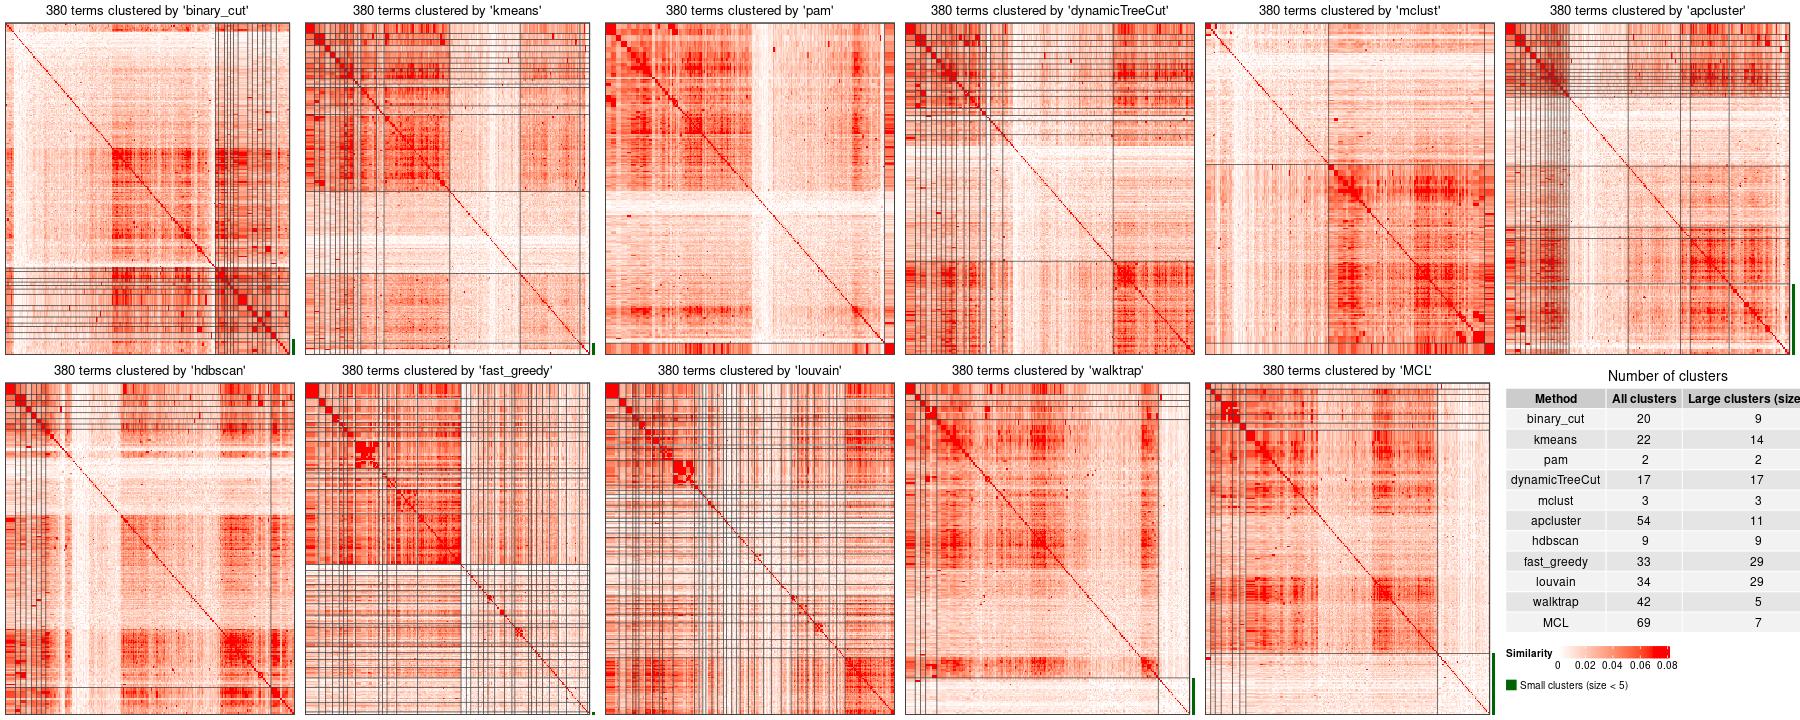 380 terms clustered by 'binary_cut'
380 terms clustered by 'kmeans'
380 terms clustered by 'pam'
380 terms clustered by 'dynamicTreeCut'
380 terms clustered by 'mclust'
380 terms clustered by 'apcluster'
380 terms clustered by 'hdbscan'
380 terms clustered by 'fast_greedy'
380 terms clustered by 'louvain'
380 terms clustered by 'walktrap'
380 terms clustered by 'MCL'
Number of clusters
Method All clusters Large clusters (size
binary_cut 20 9
kmeans 22 14
pam 2 2
dynamicTreeCut 17 17
mclust 3 3
apcluster 54 11
hdbscan 9 9
fast_greedy 33 29
louvain 34 29
walktrap 42 5
MCL 69 7
Similarity
0 0.02 0.04 0.06 0.08
Small clusters (size < 5)